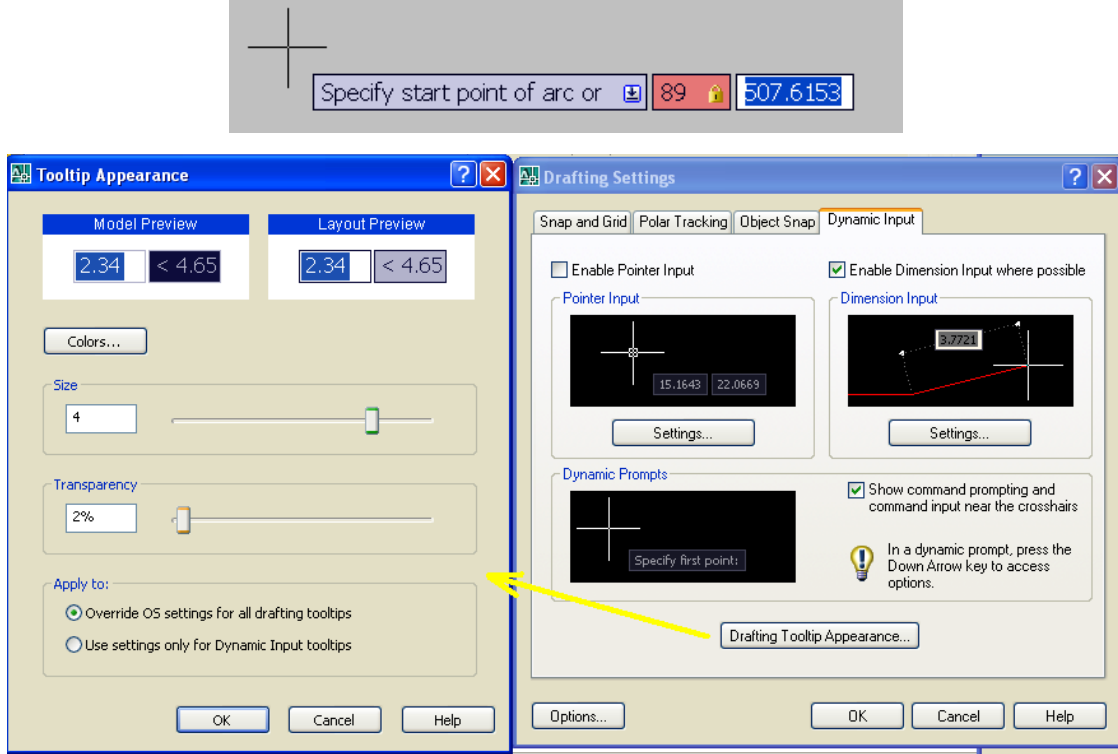 Specify start point of arc or 89 507.6153
Tooltip Appearance
Model Preview
2.34 < 4.65
Layout Preview
2.34 < 4.65
Colors...
Size
4
Transparency
2%
Apply to:
Override OS settings for all drafting tooltips
Use settings only for Dynamic Input tooltips
OK Cancel Help
Drafting Settings
Snap and Grid Polar Tracking Object Snap Dynamic Input
Enable Pointer Input
Enable Dimension Input where possible
Pointer Input
15.1643 22.0669
Settings...
Dimension Input
3.7721
Settings...
Dynamic Prompts
Specify first point:
Show command prompting and
command input near the crosshairs
In a dynamic prompt, press the
Down Arrow key to access
options.
Drafting Tooltip Appearance...
Options... OK Cancel Help